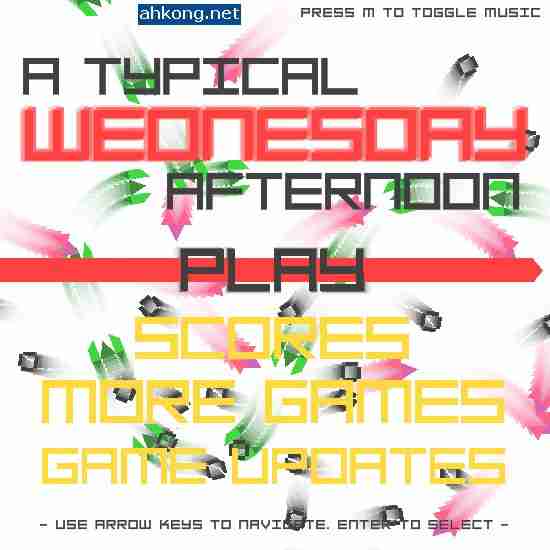 ahkong.net
PRESS M TO TOGGLE MUSIC
A TYPICAL
WEDNESDAY
AFTERNOON
PLAY
SCORES
MORE GAMES
GAME UPDATES
- USE ARROW KEYS TO NAVIGATE. ENTER TO SELECT -